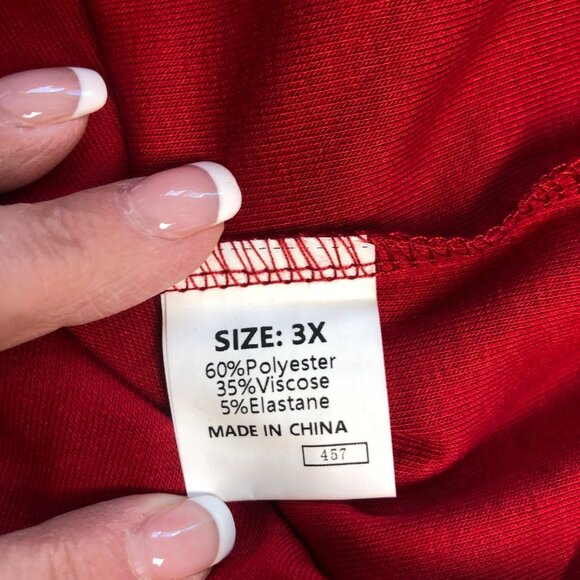 SIZE: 3X
60%Polyester
35%Viscose
5%Elastane
MADE IN CHINA
457